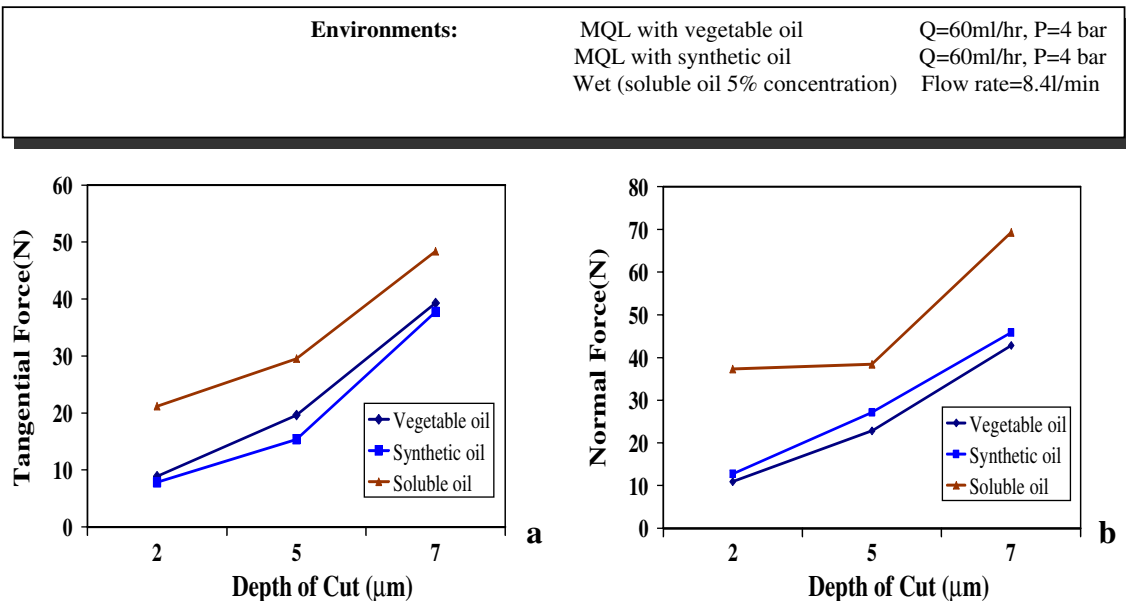 Environments: MQL with vegetable oil Q=60ml/hr, P=4 bar
MQL with synthetic oil Q=60ml/hr, P=4 bar
Wet (soluble oil 5% concentration) Flow rate=8.4l/min
Tangential Force(N)
60
50
40
30
20
10
0
Vegetable oil
Synthetic oil
Soluble oil
2 5 7
Depth of Cut (μm)
a
Normal Force(N)
80
70
60
50
40
30
20
10
0
Vegetable oil
Synthetic oil
Soluble oil
2 5 7
Depth of Cut (μm)
b